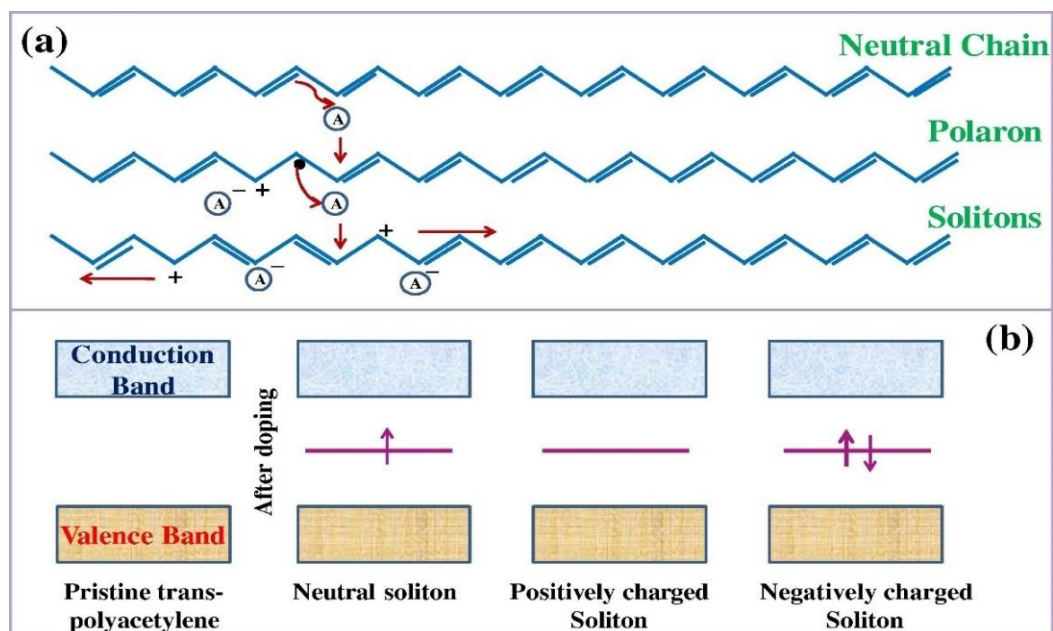 (a)
Neutral Chain
A
Polaron
A − +
A
Solitons
+
+
A −
A −
(b)
Conduction
Band
After doping
Valence Band
Pristine trans-
polyacetylene
Neutral soliton
Positively charged
Soliton
Negatively charged
Soliton